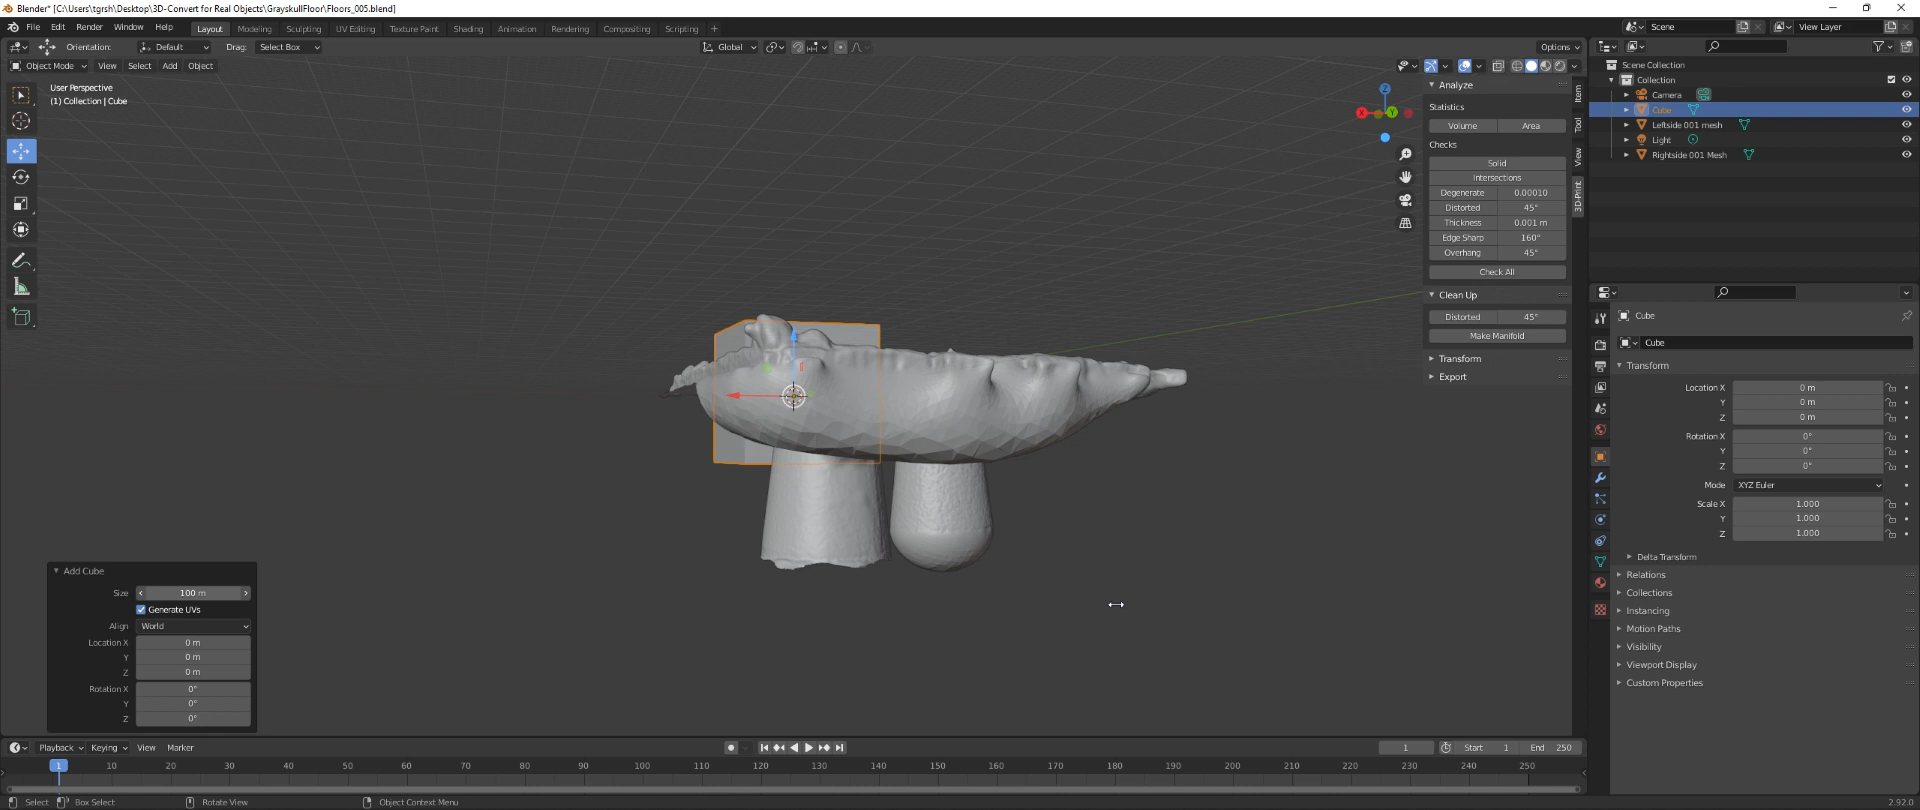 Blender* [C:\Users\tgrsh\Desktop\3D-Convert for Real Objects\GrayskullFloor\Floors_005.blend]
File Edit Render Window Help Layout Modeling Sculpting UV Editing Texture Paint Shading Animation Rendering Compositing Scripting + Scene View Layer
Orientation: Default Drag: Select Box Global Options
Object Mode View Select Add Object
User Perspective
(1) Collection | Cube
Z
X
Y
Analyze
Statistics
Volume Area
Checks
Solid
Intersections
Degenerate 0.00010
Distorted 45°
Thickness 0.001 m
Edge Sharp 160°
Overhang 45°
Check All
Clean Up
Distorted 45°
Make Manifold
Transform
Export
Item
Tool
View
3D-Print
Scene Collection
Collection
Camera
Cube
Leftside 001 mesh
Light
Rightside 001 Mesh
Cube
Cube
Transform
Location X 0 m
Y 0 m
Z 0 m
Rotation X 0°
Y 0°
Z 0°
Mode XYZ Euler
Scale X 1.000
Y 1.000
Z 1.000
Delta Transform
Relations
Collections
Instancing
Motion Paths
Visibility
Viewport Display
Custom Properties
Add Cube
Size 100 m
Generate UVs
Align World
Location X 0 m
Y 0 m
Z 0 m
Rotation X 0°
Y 0°
Z 0°
Playback Keying View Marker 1 Start 1 End 250
1 10 20 30 40 50 60 70 80 90 100 110 120 130 140 150 160 170 180 190 200 210 220 230 240 250
Select Box Select Rotate View Object Context Menu 2.92.0